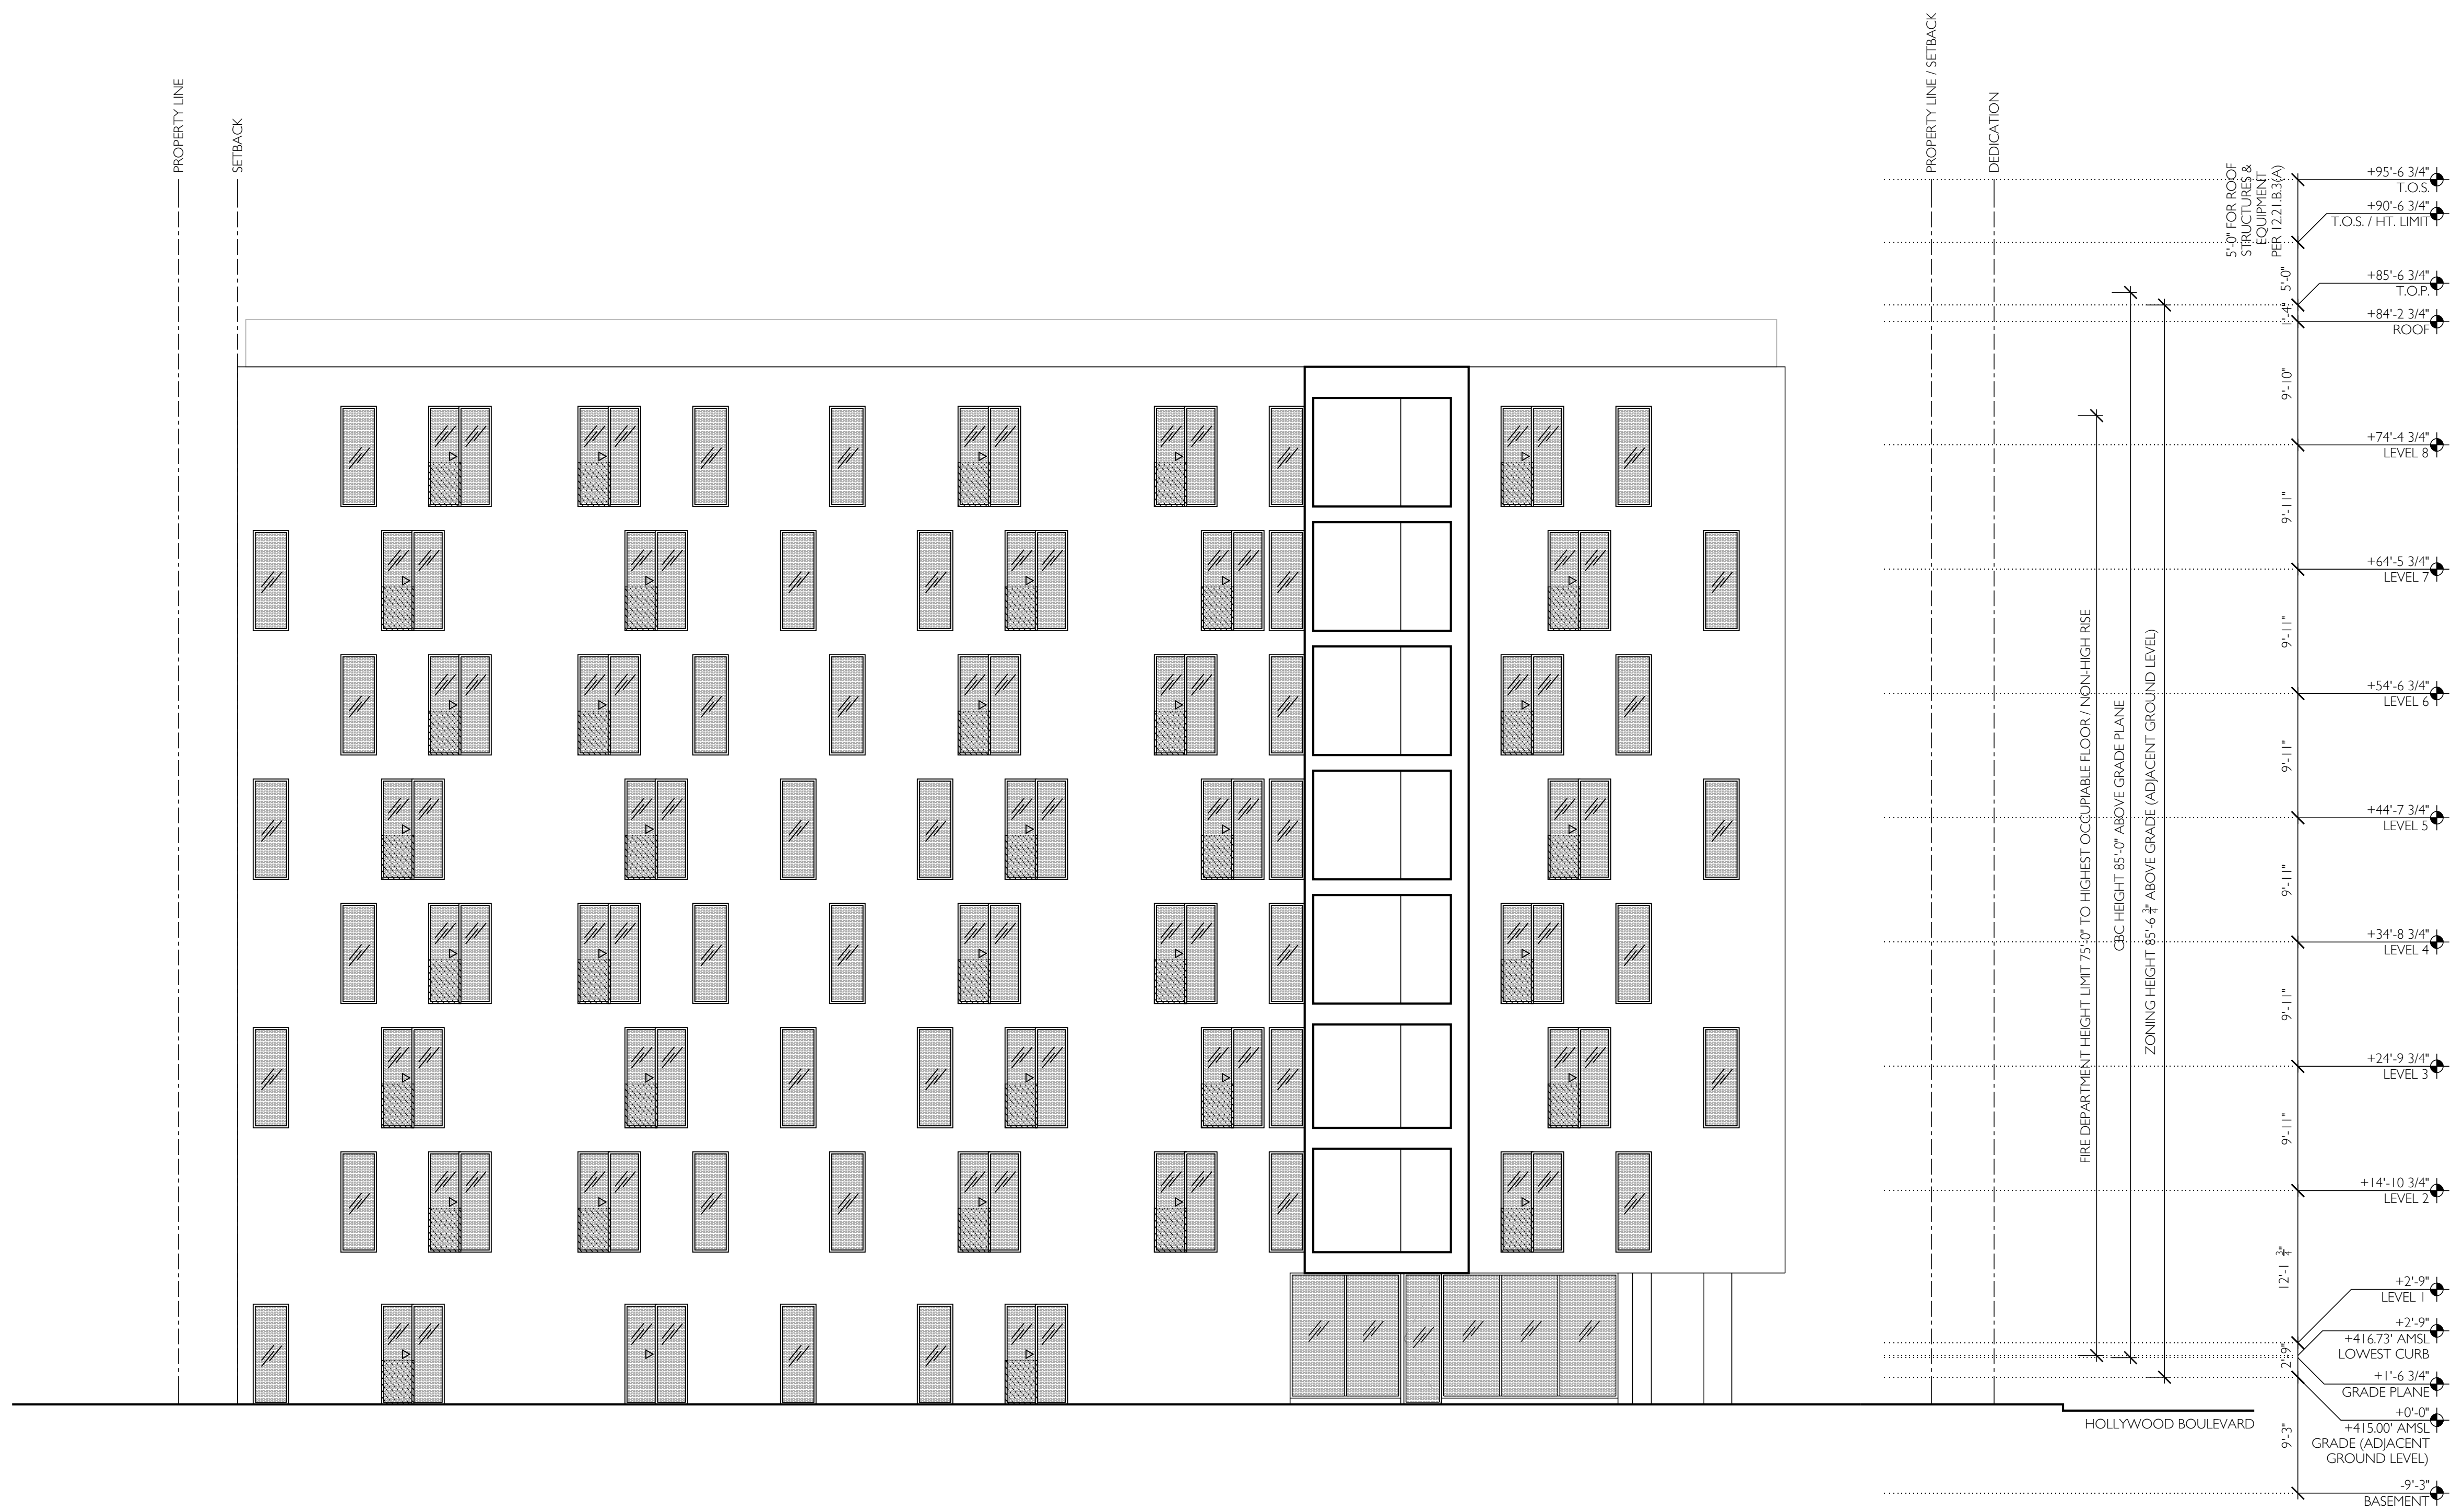 PROPERTY LINE
SETBACK
PROPERTY LINE / SETBACK
DEDICATION
5'-0" FOR ROOF
STRUCTURES &
EQUIPMENT
PER 12.21.B.3(A)
+95'-6 3/4"
T.O.S.
+90'-6 3/4"
T.O.S. / HT. LIMIT
5'-0"
+85'-6 3/4"
T.O.P.
1'-4"
+84'-2 3/4"
ROOF
9'-10"
+74'-4 3/4"
LEVEL 8
9'-11"
+64'-5 3/4"
LEVEL 7
9'-11"
+54'-6 3/4"
LEVEL 6
9'-11"
+44'-7 3/4"
LEVEL 5
9'-11"
+34'-8 3/4"
LEVEL 4
9'-11"
+24'-9 3/4"
LEVEL 3
9'-11"
+14'-10 3/4"
LEVEL 2
12'-1 3/4"
+2'-9"
LEVEL 1
+2'-9"
+416.73' AMSL
LOWEST CURB
2'-9"
+1'-6 3/4"
GRADE PLANE
+0'-0"
+415.00' AMSL
GRADE (ADJACENT
GROUND LEVEL)
9'-3"
-9'-3"
BASEMENT
FIRE DEPARTMENT HEIGHT LIMIT 75'-0" TO HIGHEST OCCUPIABLE FLOOR / NON-HIGH RISE
CBC HEIGHT 85'-0" ABOVE GRADE PLANE
ZONING HEIGHT 85'-6 3/4" ABOVE GRADE (ADJACENT GROUND LEVEL)
HOLLYWOOD BOULEVARD